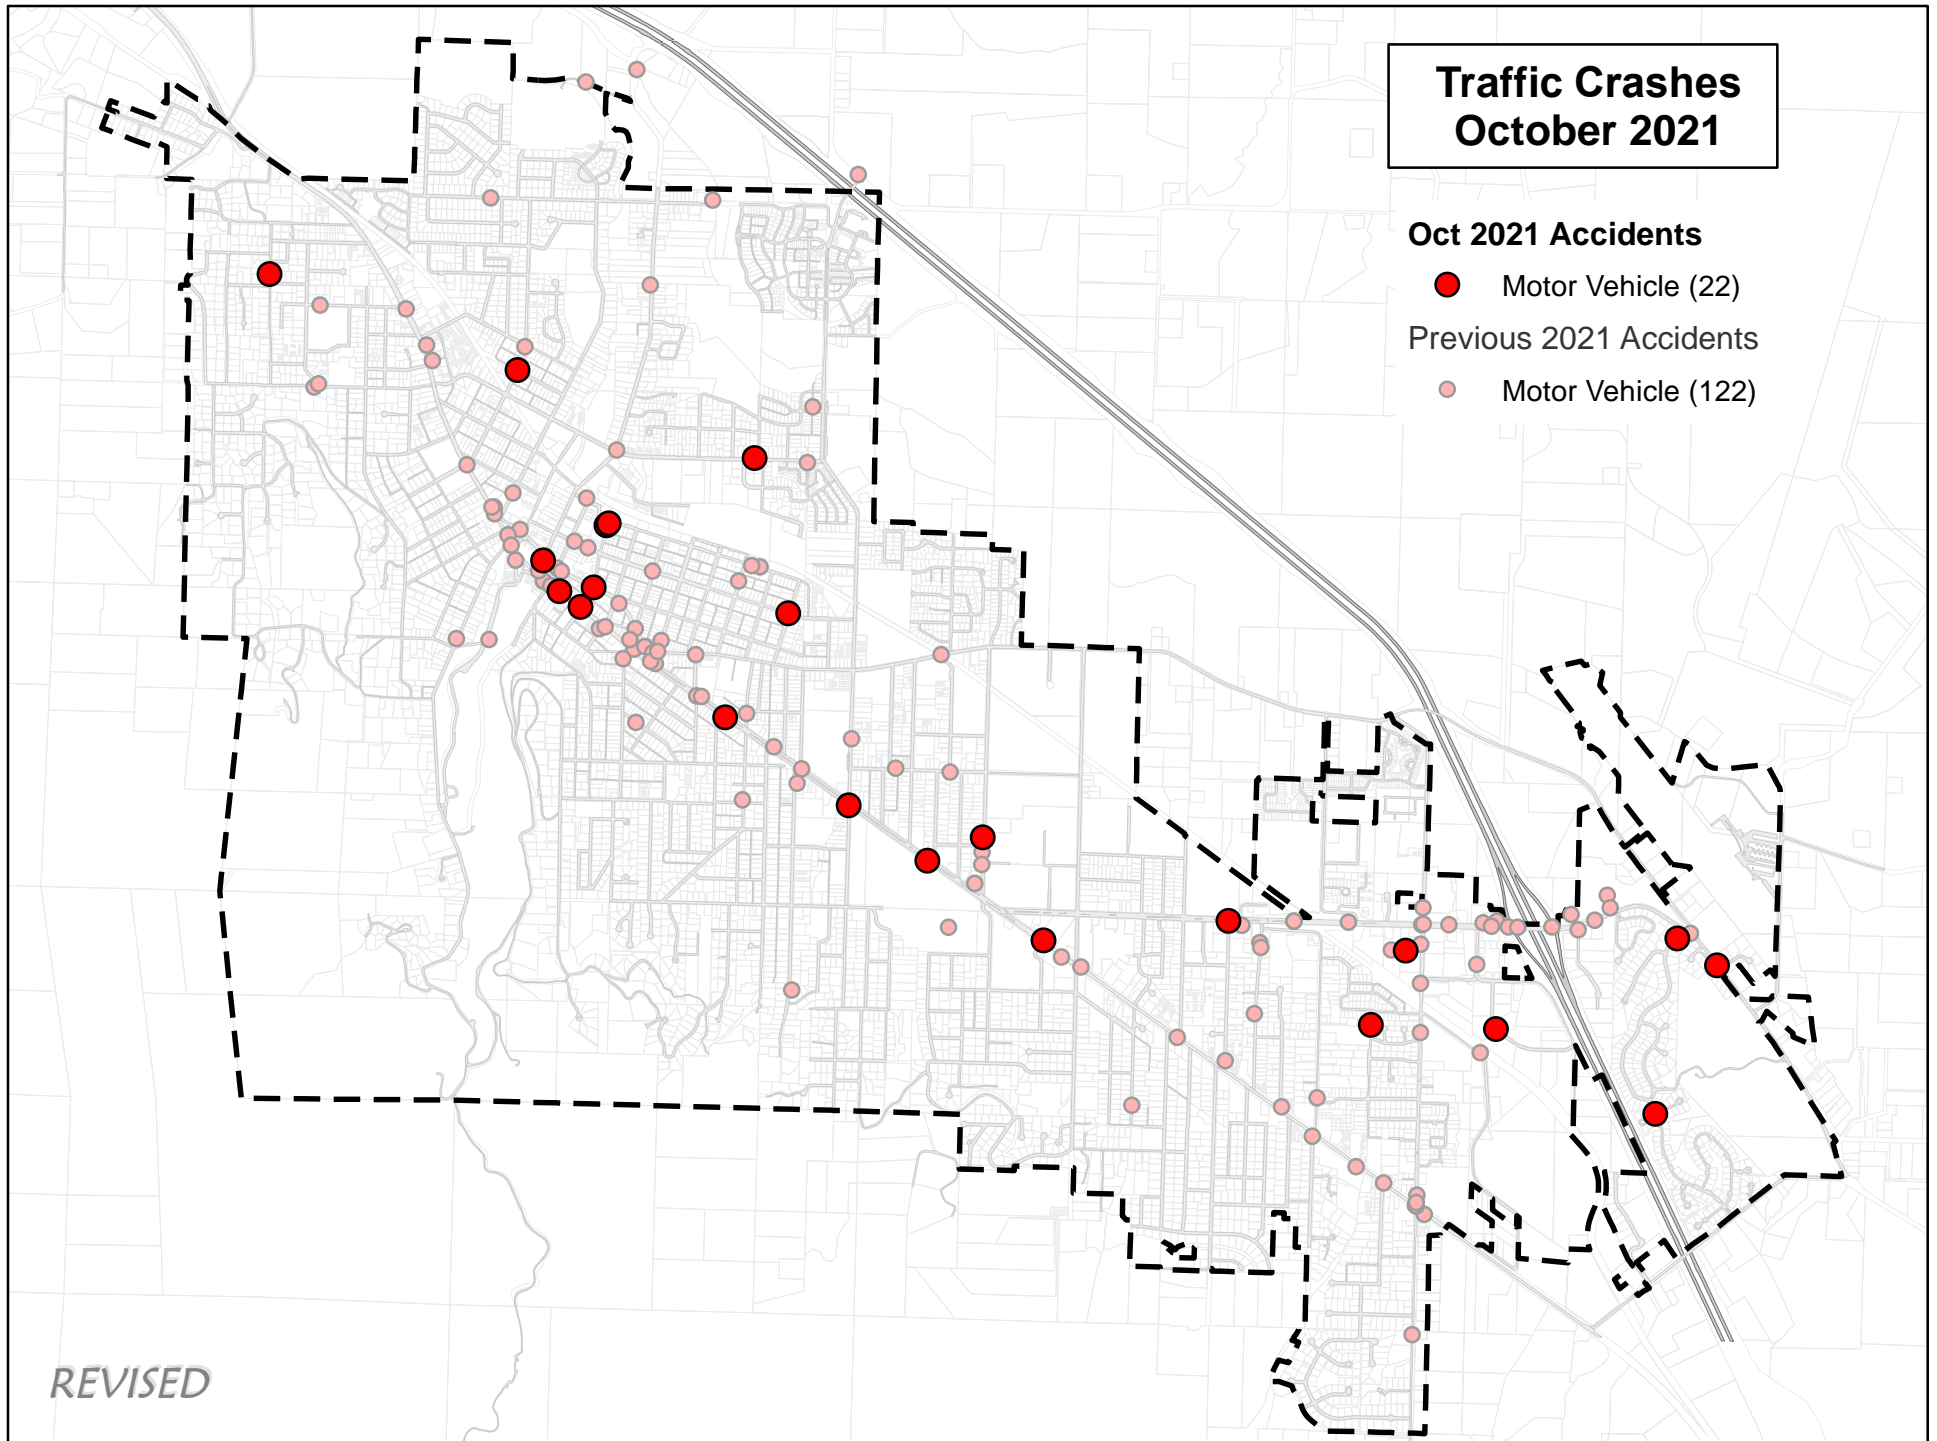 Traffic Crashes
October 2021
Oct 2021 Accidents
Motor Vehicle (22)
Previous 2021 Accidents
Motor Vehicle (122)
REVISED